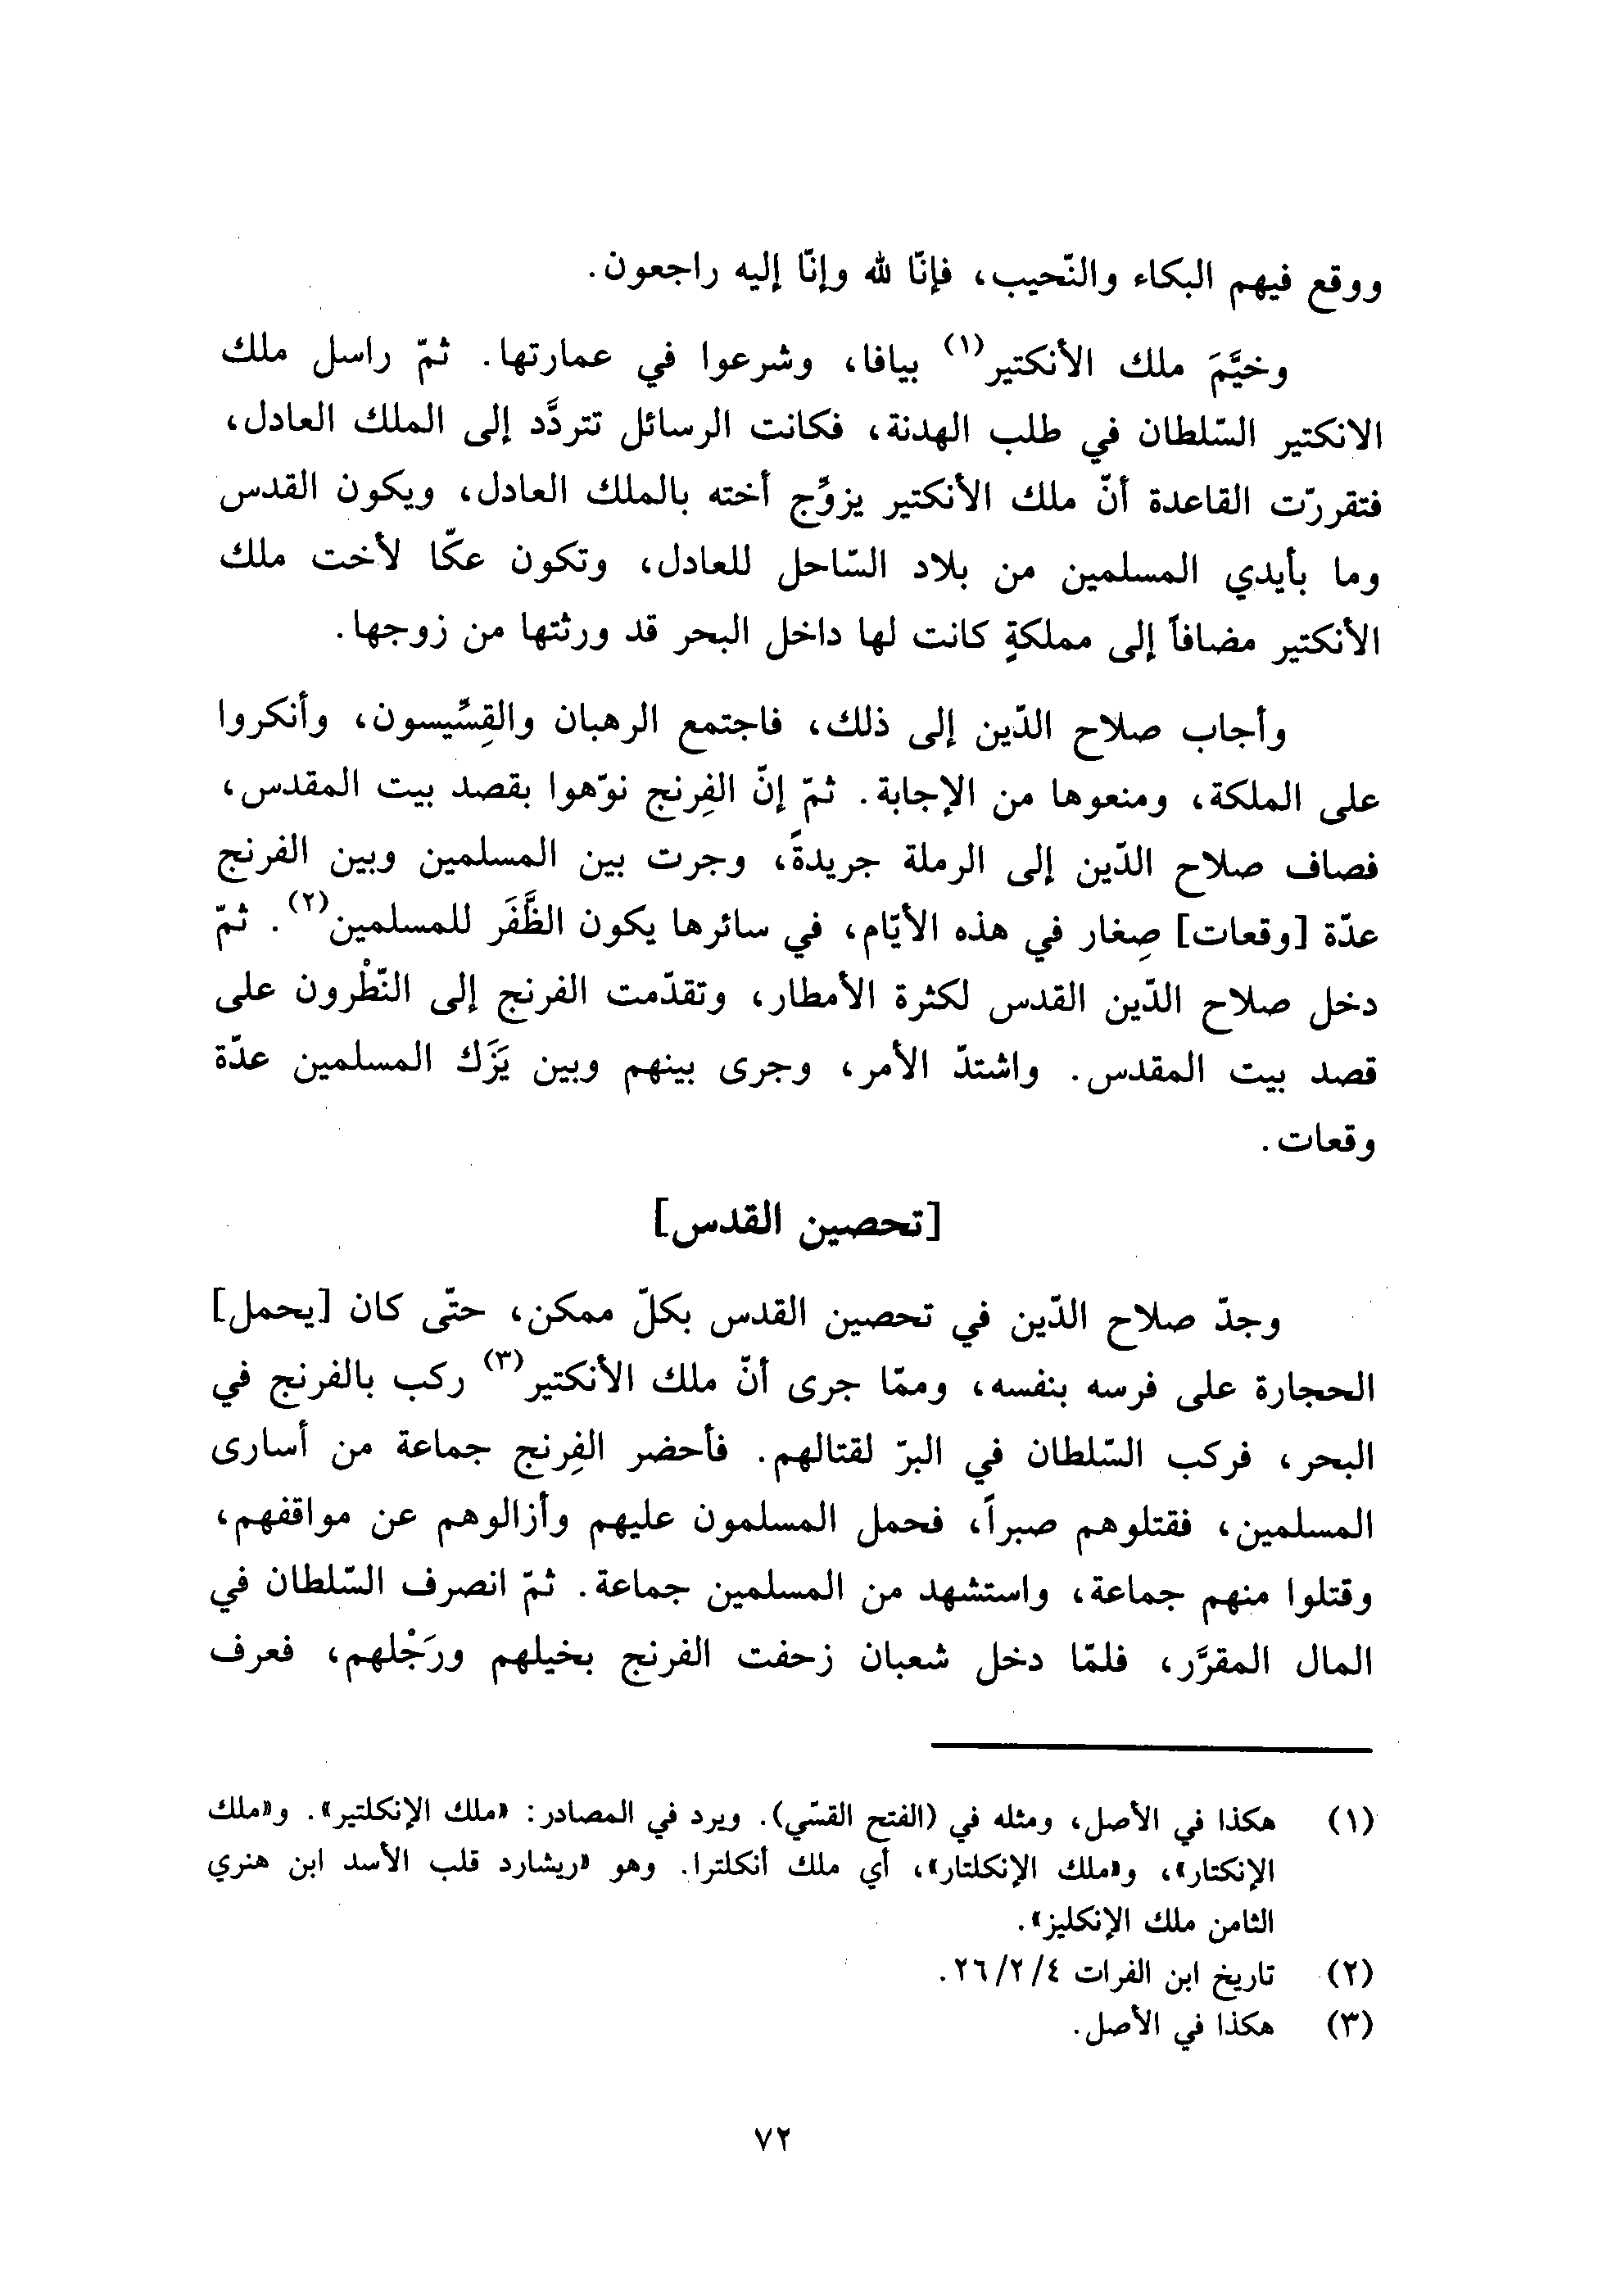 ووقع فيهم البكاء والنّحيب، فإنّا لله وإنّا إليه راجعون.
وخيَّمَ ملك الأنكتير(١) بيافا، وشرعوا في عمارتها. ثمّ راسل ملك
الانكتير السّلطان في طلب الهدنة، فكانت الرسائل تتردَّد إلى الملك العادل،
فتقررّت القاعدة أنّ ملك الأنكتير يزوِّج أخته بالملك العادل، ويكون القدس
وما بأيدي المسلمين من بلاد السّاحل للعادل، وتكون عكّا لأخت ملك
الأنكتير مضافاً إلى مملكةٍ كانت لها داخل البحر قد ورثتها من زوجها.
وأجاب صلاح الدّين إلى ذلك، فاجتمع الرهبان والقِسِّيسون، وأنكروا
على الملكة، ومنعوها من الإجابة. ثمّ إنّ الفِرنج نوّهوا بقصد بيت المقدس،
فصاف صلاح الدّين إلى الرملة جريدةً، وجرت بين المسلمين وبين الفرنج
عدّة [وقعات] صِغار في هذه الأيّام، في سائرها يكون الظَّفَر للمسلمين(٢). ثمّ
دخل صلاح الدّين القدس لكثرة الأمطار، وتقدّمت الفرنج إلى النّطْرون على
قصد بيت المقدس. واشتدّ الأمر، وجرى بينهم وبين يَزَك المسلمين عدّة
وقعات.
[تحصين القدس]
وجدّ صلاح الدّين في تحصين القدس بكلّ ممكن، حتّى كان [يحمل]
الحجارة على فرسه بنفسه، وممّا جرى أنّ ملك الأنكتير(٣) ركب بالفرنج في
البحر، فركب السّلطان في البرّ لقتالهم. فأحضر الفِرنج جماعة من أسارى
المسلمين، فقتلوهم صبراً، فحمل المسلمون عليهم وأزالوهم عن مواقفهم،
وقتلوا منهم جماعة، واستشهد من المسلمين جماعة. ثمّ انصرف السّلطان في
المال المقرَّر، فلمّا دخل شعبان زحفت الفرنج بخيلهم ورَجْلهم، فعرف
(١) هكذا في الأصل، ومثله في (الفتح القسّي). ويرد في المصادر: «ملك الإنكلتير». و«ملك
الإنكتار»، و«ملك الإنكلتار»، أي ملك أنكلترا. وهو «ريشارد قلب الأسد ابن هنري
الثامن ملك الإنكليز».
(٢) تاريخ ابن الفرات ٢٦/٢/٤.
(٣) هكذا في الأصل.
٧٢